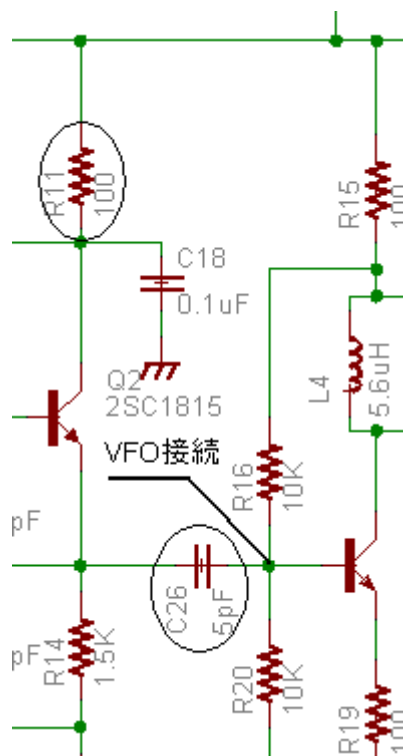 R11
100
R15
100
C18
0.1uF
Q2
2SC1815
L4
5.6uH
VFO接続
R16
10K
pF
C26
5pF
R14
1.5K
pF
R20
10K
R19
100